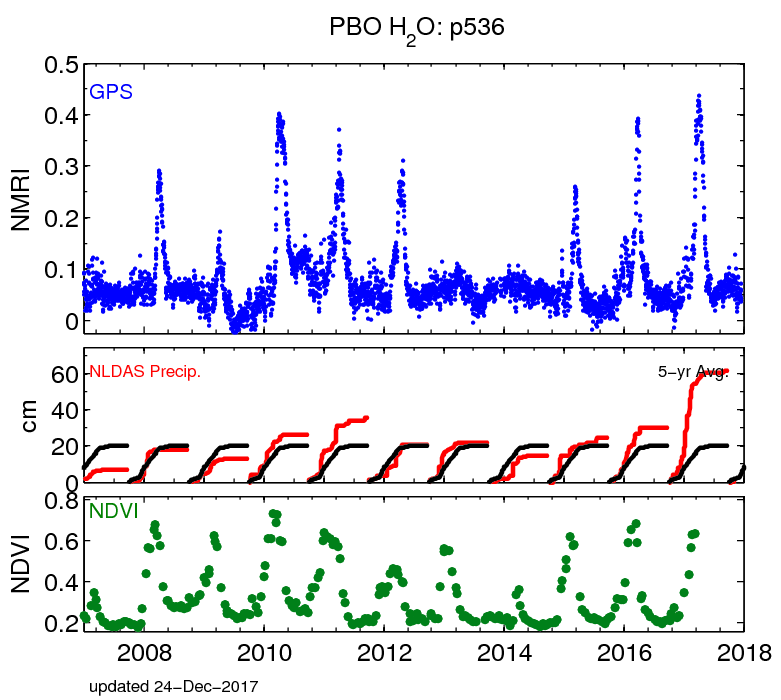 PBO H2O: p536
0.5
GPS
0.4
0.3
NMRI
0.2
0.1
0
60
NLDAS Precip.
5-yr Avg.
40
cm
20
0
0.8
NDVI
0.6
NDVI
0.4
0.2
2008 2010 2012 2014 2016 2018
updated 24-Dec-2017